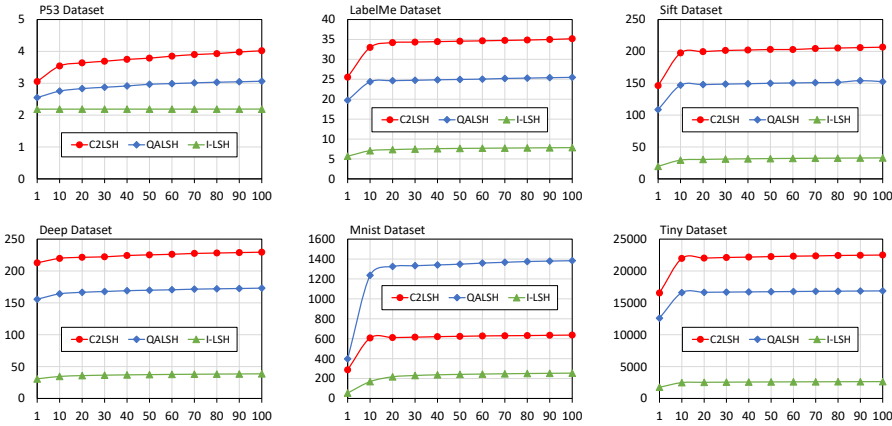 P53 Dataset
5
4
3
2
1
0
C2LSH QALSH I-LSH
1 10 20 30 40 50 60 70 80 90 100
LabelMe Dataset
40
35
30
25
20
15
10
5
0
C2LSH QALSH I-LSH
1 10 20 30 40 50 60 70 80 90 100
Sift Dataset
250
200
150
100
50
0
C2LSH QALSH I-LSH
1 10 20 30 40 50 60 70 80 90 100
Deep Dataset
250
200
150
100
50
0
C2LSH QALSH I-LSH
1 10 20 30 40 50 60 70 80 90 100
Mnist Dataset
1600
1400
1200
1000
800
600
400
200
0
C2LSH QALSH I-LSH
1 10 20 30 40 50 60 70 80 90 100
Tiny Dataset
25000
20000
15000
10000
5000
0
C2LSH QALSH I-LSH
1 10 20 30 40 50 60 70 80 90 100